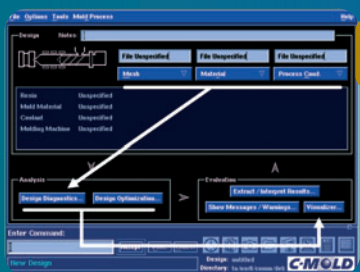 File Options Tools Mold Process Help
Design Notes:
File Unspecified File Unspecified File Unspecified
Mesh Material Process Cond.
Resin Unspecified
Mold Material Unspecified
Coolant Unspecified
Molding Machine Unspecified
Analysis Evaluation
Extract / Interpret Results...
Design Diagnostics... Design Optimization... > Show Messages / Warnings... Visualizer...
Enter Command:
New Design
Design: untitled
Directory:
C-MOLD